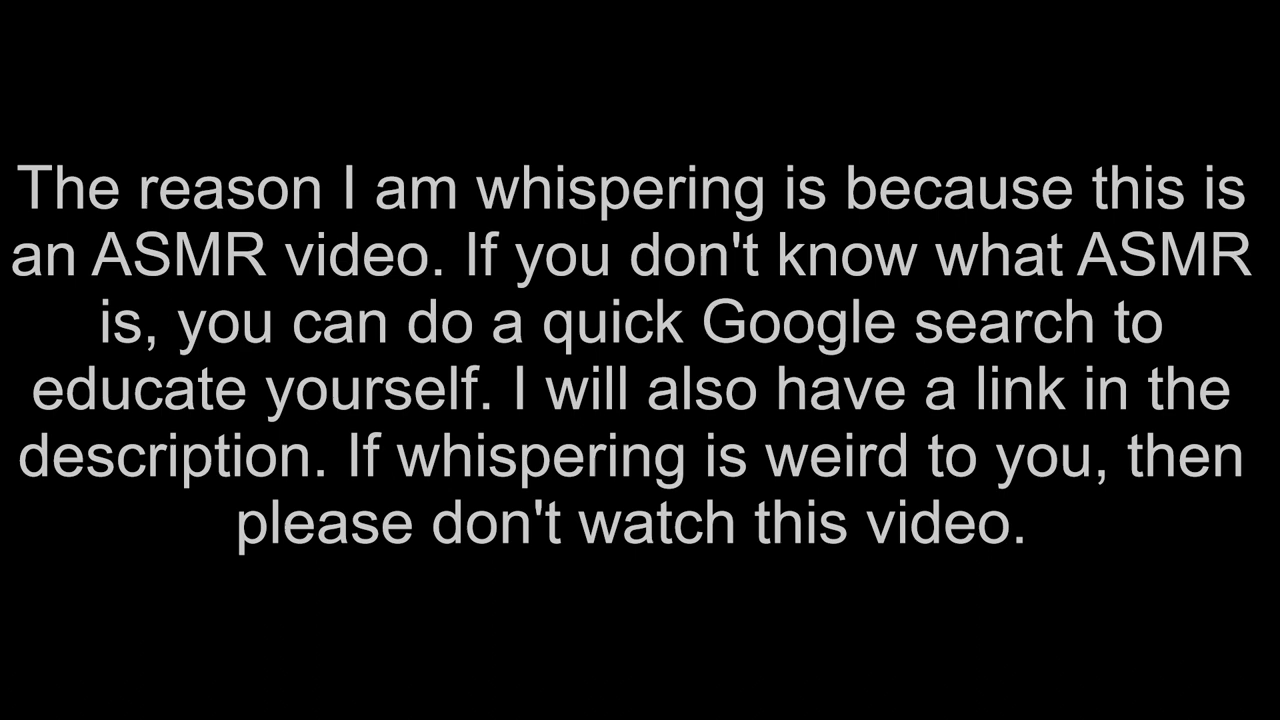 The reason I am whispering is because this is
an ASMR video. If you don't know what ASMR
is, you can do a quick Google search to
educate yourself. I will also have a link in the
description. If whispering is weird to you, then
please don't watch this video.